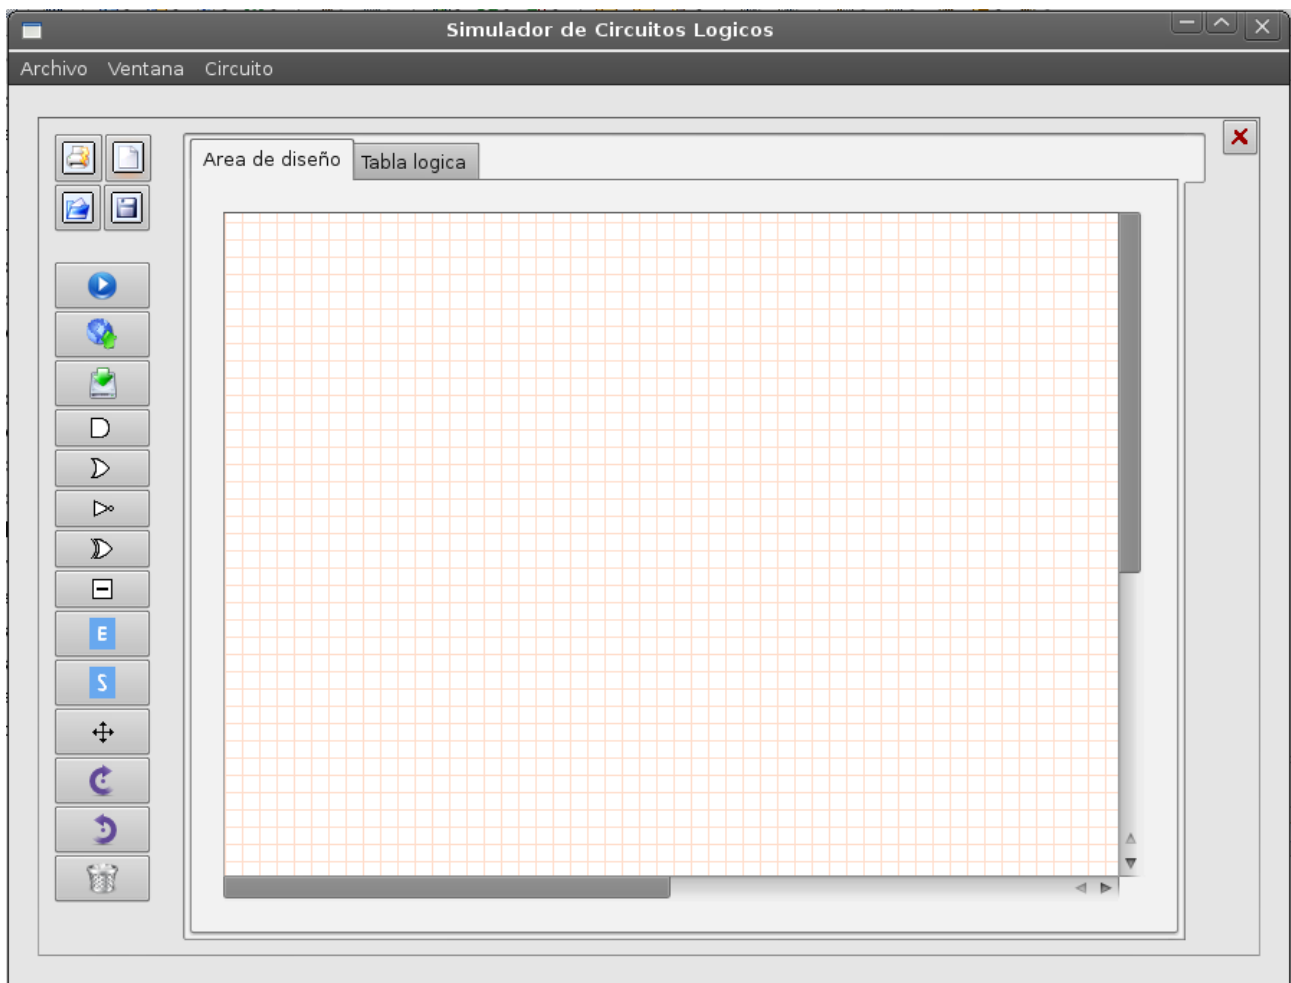 Simulador de Circuitos Logicos
Archivo Ventana Circuito
Area de diseño Tabla logica
E
S